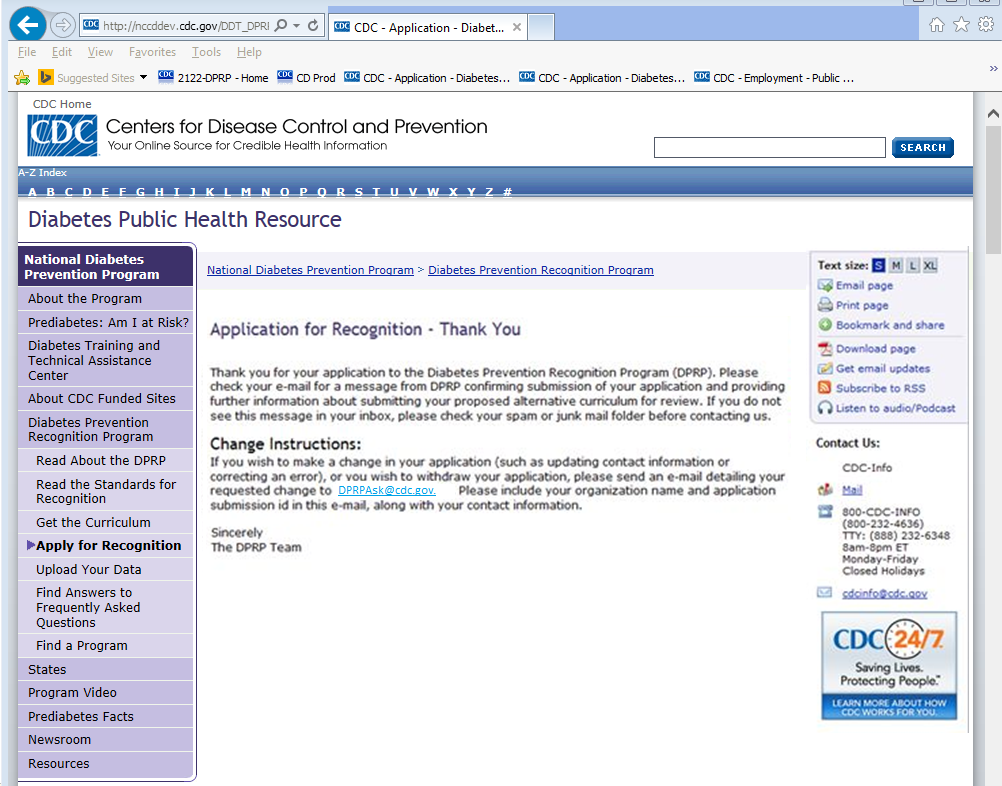 http://nccddev.cdc.gov/DDT_DPRI
CDC - Application - Diabet...
File Edit View Favorites Tools Help
Suggested Sites
2122-DPRP - Home
CD Prod
CDC - Application - Diabetes...
CDC - Application - Diabetes...
CDC - Employment - Public ...
CDC Home
CDC
Centers for Disease Control and Prevention
Your Online Source for Credible Health Information
SEARCH
A-Z Index
A B C D E F G H I J K L M N O P Q R S T U V W X Y Z #
Diabetes Public Health Resource
National Diabetes
Prevention Program
About the Program
Prediabetes: Am I at Risk?
Diabetes Training and
Technical Assistance
Center
About CDC Funded Sites
Diabetes Prevention
Recognition Program
Read About the DPRP
Read the Standards for
Recognition
Get the Curriculum
Apply for Recognition
Upload Your Data
Find Answers to
Frequently Asked
Questions
Find a Program
States
Program Video
Prediabetes Facts
Newsroom
Resources
National Diabetes Prevention Program > Diabetes Prevention Recognition Program
Application for Recognition - Thank You
Thank you for your application to the Diabetes Prevention Recognition Program (DPRP). Please
check your e-mail for a message from DPRP confirming submission of your application and providing
further information about submitting your proposed alternative curriculum for review. If you do not
see this message in your inbox, please check your spam or junk mail folder before contacting us.
Change Instructions:
If you wish to make a change in your application (such as updating contact information or
correcting an error), or you wish to withdraw your application, please send an e-mail detailing your
requested change to DPRPAsk@cdc.gov. Please include your organization name and application
submission id in this e-mail, along with your contact information.
Sincerely
The DPRP Team
Text size: S M L XL
Email page
Print page
Bookmark and share
Download page
Get email updates
Subscribe to RSS
Listen to audio/Podcast
Contact Us:
CDC-Info
Mail
800-CDC-INFO
(800-232-4636)
TTY: (888) 232-6348
8am-8pm ET
Monday-Friday
Closed Holidays
cdcinfo@cdc.gov
CDC 24/7
Saving Lives.
Protecting People.™
LEARN MORE ABOUT HOW
CDC WORKS FOR YOU.